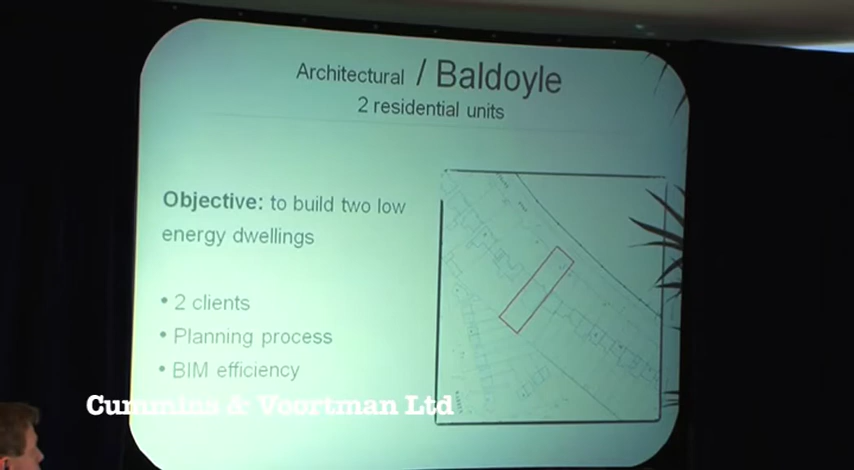 Architectural / Baldoyle
2 residential units
Objective: to build two low
energy dwellings
• 2 clients
• Planning process
• BIM efficiency
Cummins & Voortman Ltd